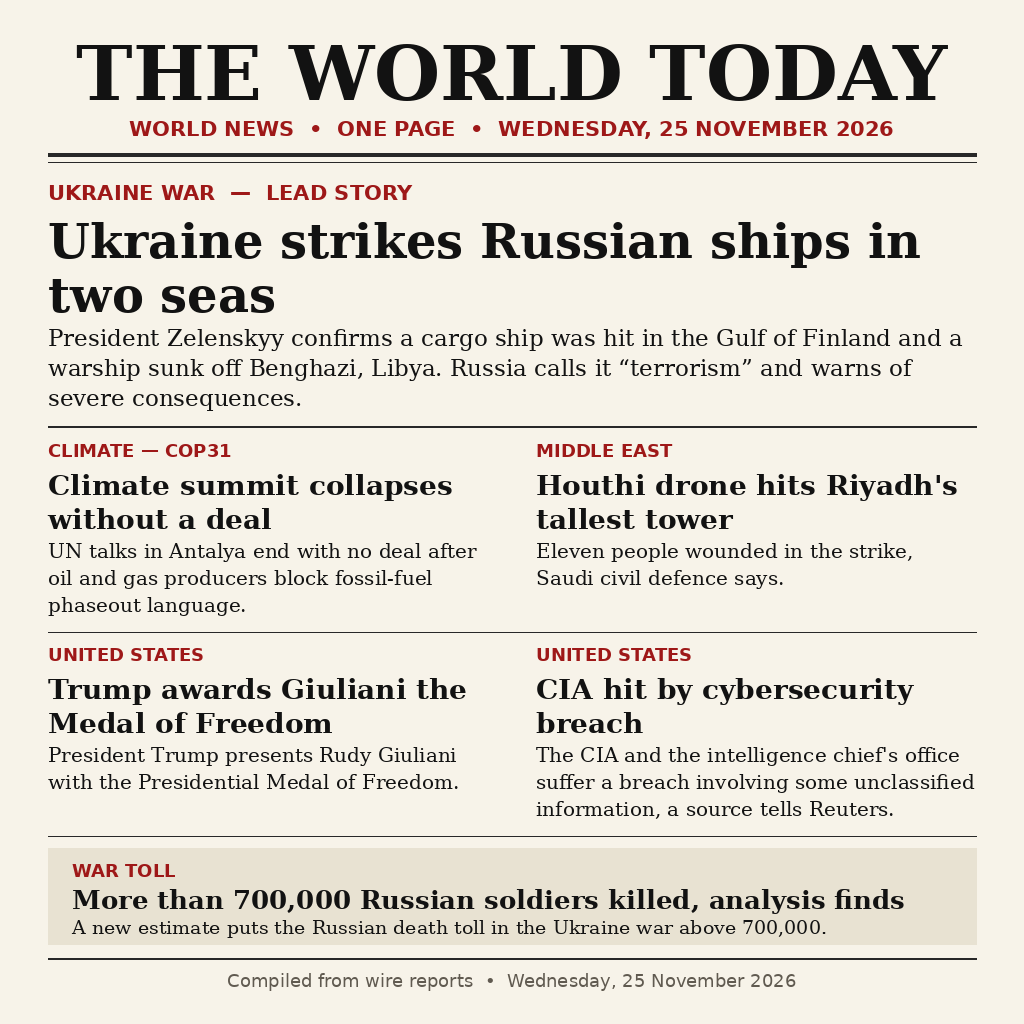 THE WORLD TODAY
WORLD NEWS • ONE PAGE • WEDNESDAY, 25 NOVEMBER 2026
UKRAINE WAR — LEAD STORY
Ukraine strikes Russian ships in
two seas
President Zelenskyy confirms a cargo ship was hit in the Gulf of Finland and a
warship sunk off Benghazi, Libya. Russia calls it “terrorism” and warns of
severe consequences.
CLIMATE — COP31
Climate summit collapses
without a deal
UN talks in Antalya end with no deal after
oil and gas producers block fossil-fuel
phaseout language.
MIDDLE EAST
Houthi drone hits Riyadh's
tallest tower
Eleven people wounded in the strike,
Saudi civil defence says.
UNITED STATES
Trump awards Giuliani the
Medal of Freedom
President Trump presents Rudy Giuliani
with the Presidential Medal of Freedom.
UNITED STATES
CIA hit by cybersecurity
breach
The CIA and the intelligence chief's office
suffer a breach involving some unclassified
information, a source tells Reuters.
WAR TOLL
More than 700,000 Russian soldiers killed, analysis finds
A new estimate puts the Russian death toll in the Ukraine war above 700,000.
Compiled from wire reports • Wednesday, 25 November 2026